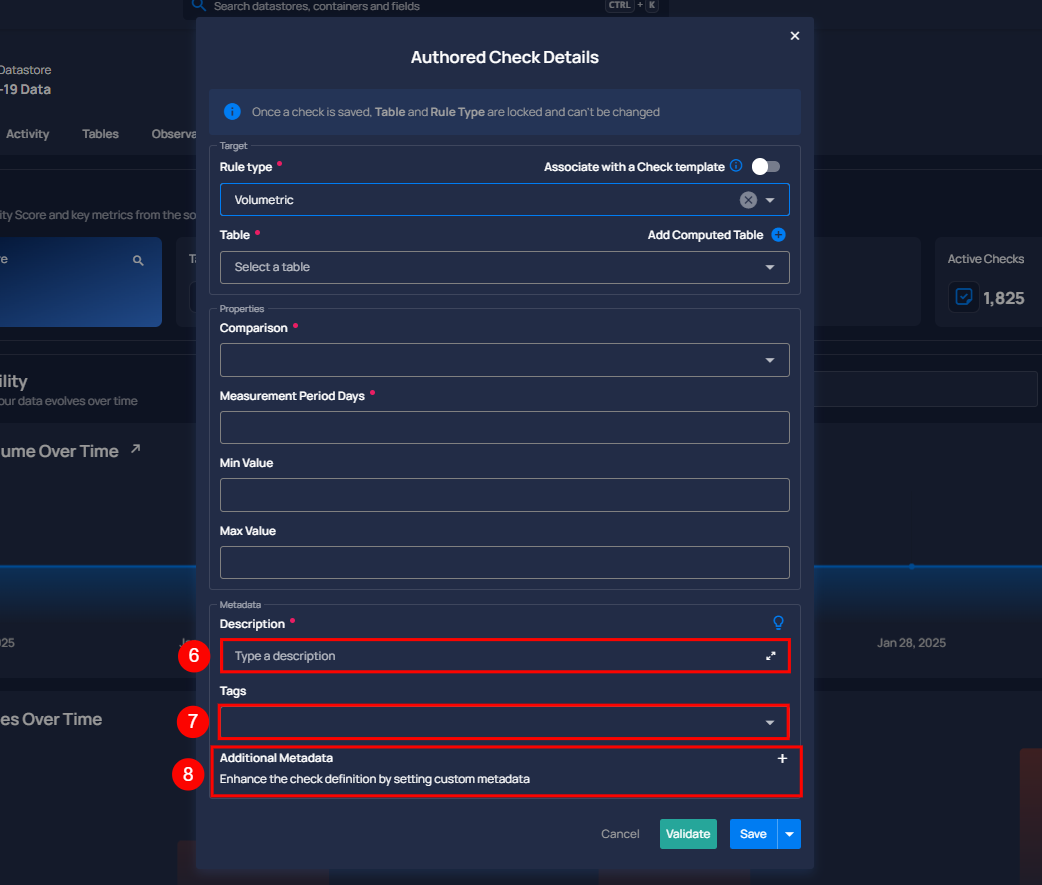 Search datastores, containers and fields CTRL + K
Authored Check Details
Datastore
-19 Data
Once a check is saved, Table and Rule Type are locked and can't be changed
Activity Tables Observa
Target
Rule type * Associate with a Check template
Volumetric
ity Score and key metrics from the so
Table * Add Computed Table
Select a table
Active Checks
1,825
Properties
Comparison *
ility
our data evolves over time
Measurement Period Days *
ume Over Time
Min Value
Max Value
Metadata
Description *
6 Type a description
025
Jan 28, 2025
Tags
7
es Over Time
8 Additional Metadata +
Enhance the check definition by setting custom metadata
Cancel Validate Save